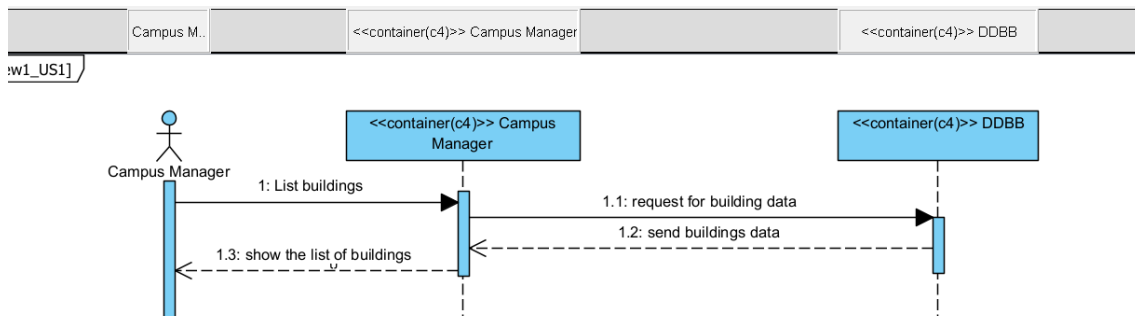 Campus M..
<<container(c4)>> Campus Manager
<<container(c4)>> DDBB
ew1_US1]
<<container(c4)>> Campus
Manager
<<container(c4)>> DDBB
Campus Manager
1: List buildings
1.1: request for building data
1.2: send buildings data
1.3: show the list of buildings